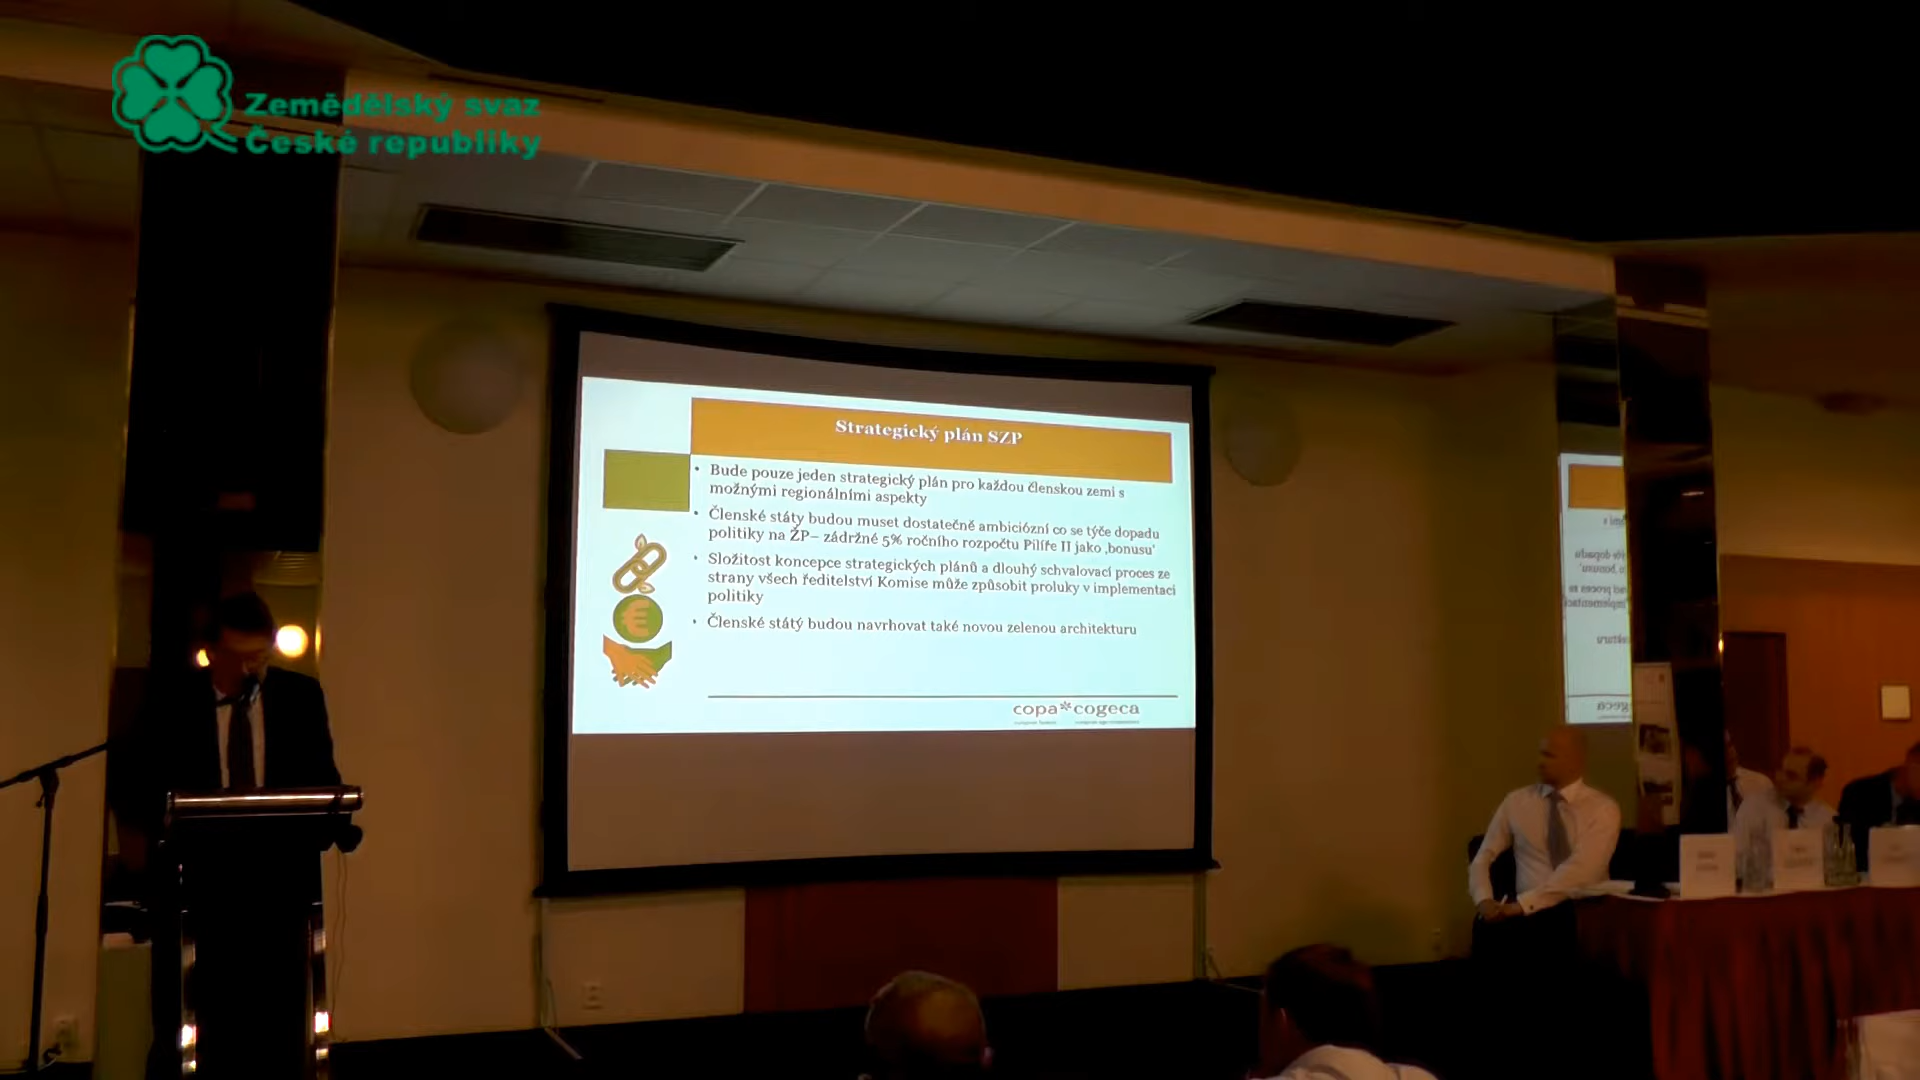 Zemědělský svaz
České republiky
Strategický plán SZP
• Bude pouze jeden strategický plán pro každou členskou zemi s
možnými regionálními aspekty
• Členské státy budou muset dostatečně ambiciózní co se týče dopadu
politiky na ŽP– zádržné 5% ročního rozpočtu Pilíře II jako ‚bonusu‘
• Složitost koncepce strategických plánů a dlouhý schvalovací proces ze
strany všech ředitelství Komise může způsobit proluky v implementaci
politiky
• Členské státý budou navrhovat také novou zelenou architekturu
copa*cogeca